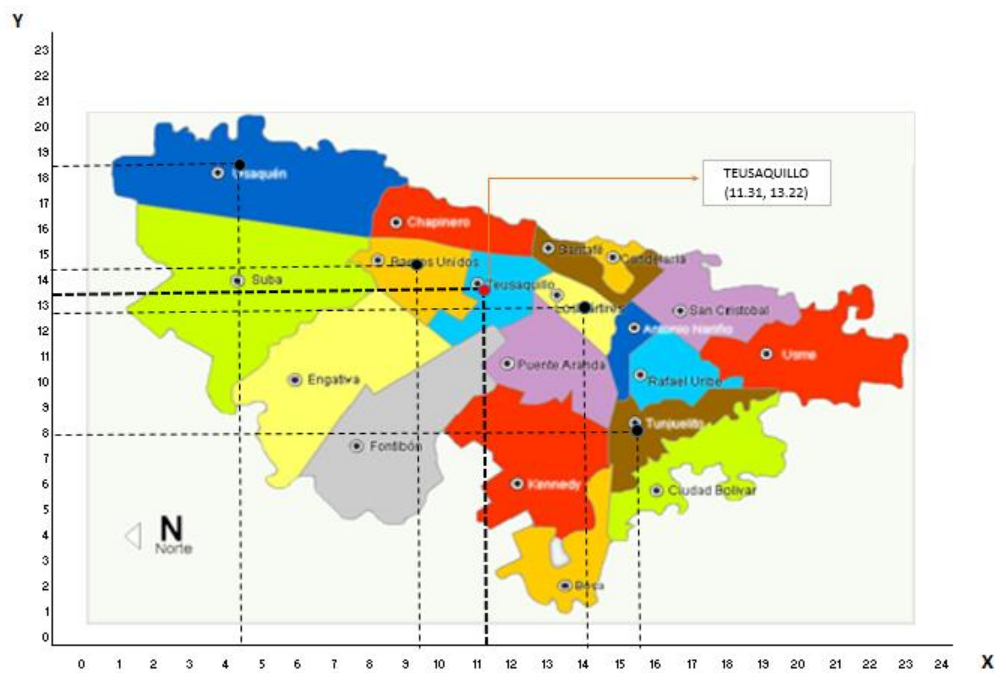 Y
23
22
21
20
19
18
17
16
15
14
13
12
11
10
9
8
7
6
5
4
3
2
1
0
TEUSAQUILLO
(11.31, 13.22)
Usaquén
Chapinero
Santafé
Candelaria
Barrios Unidos
Suba
Teusaquillo
Los Mártires
San Cristobal
Antonio Nariño
Usme
Puente Aranda
Engativa
Rafael Uribe
Tunjuelito
Fontibón
Kennedy
Ciudad Bolivar
N
Norte
Bosa
0 1 2 3 4 5 6 7 8 9 10 11 12 13 14 15 16 17 18 19 20 21 22 23 24 X